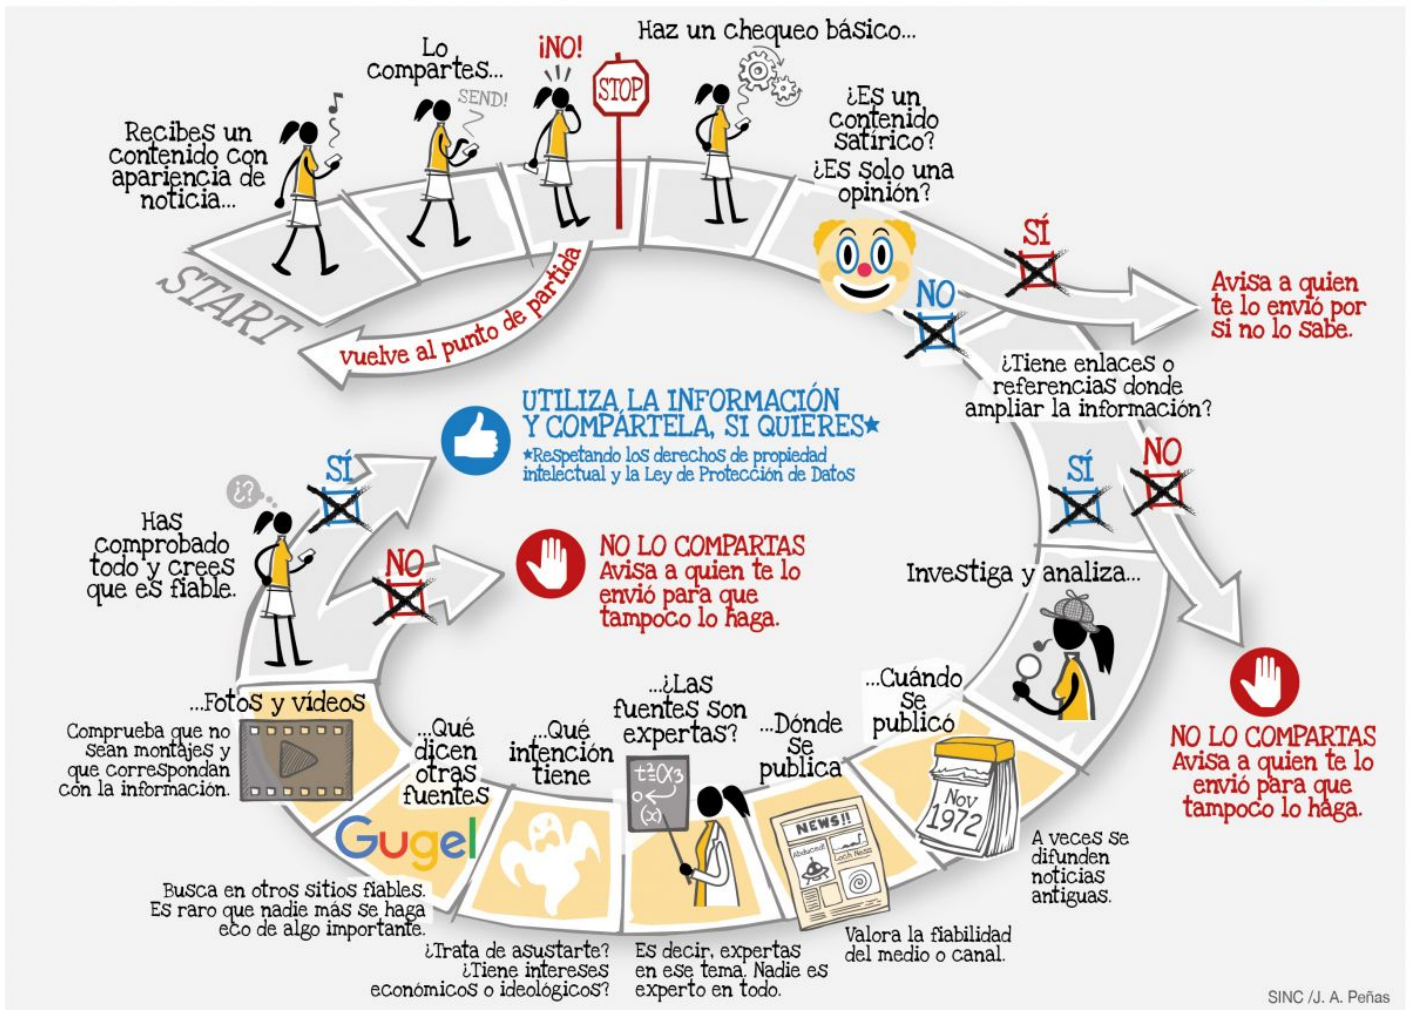 Recibes un
contenido con
apariencia de
noticia...
START
Lo
compartes...
SEND!
¡NO!
STOP
vuelve al punto de partida
Haz un chequeo básico...
¿Es un
contenido
satírico?
¿Es solo una
opinión?
SÍ
Avisa a quien
te lo envió por
si no lo sabe.
NO
¿Tiene enlaces o
referencias donde
ampliar la información?
SÍ
NO
NO LO COMPARTAS
Avisa a quien te lo
envió para que
tampoco lo haga.
Investiga y analiza...
...Cuándo
se
publicó
Nov
1972
A veces se
difunden
noticias
antiguas.
...Dónde
se
publica
NEWS!!
Abduced!
Loch Ness
Valora la fiabilidad
del medio o canal.
...¿Las
fuentes son
expertas?
Es decir, expertas
en ese tema. Nadie es
experto en todo.
...Qué
intención
tiene
¿Trata de asustarte?
¿Tiene intereses
económicos o ideológicos?
...Qué
dicen
otras
fuentes
Gugel
Busca en otros sitios fiables.
Es raro que nadie más se haga
eco de algo importante.
...Fotos y vídeos
Comprueba que no
sean montajes y
que correspondan
con la información.
Has
comprobado
todo y crees
que es fiable.
¿?
SÍ
UTILIZA LA INFORMACIÓN
Y COMPÁRTELA, SI QUIERES★
★Respetando los derechos de propiedad
intelectual y la Ley de Protección de Datos
NO
NO LO COMPARTAS
Avisa a quien te lo
envió para que
tampoco lo haga.
SINC /J. A. Peñas